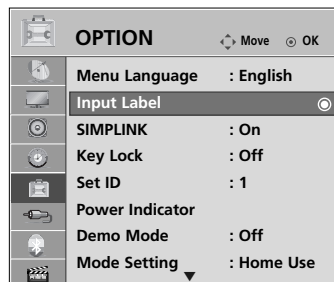 OPTION Move OK
Menu Language : English
Input Label
SIMPLINK : On
Key Lock : Off
Set ID : 1
Power Indicator
Demo Mode : Off
Mode Setting : Home Use